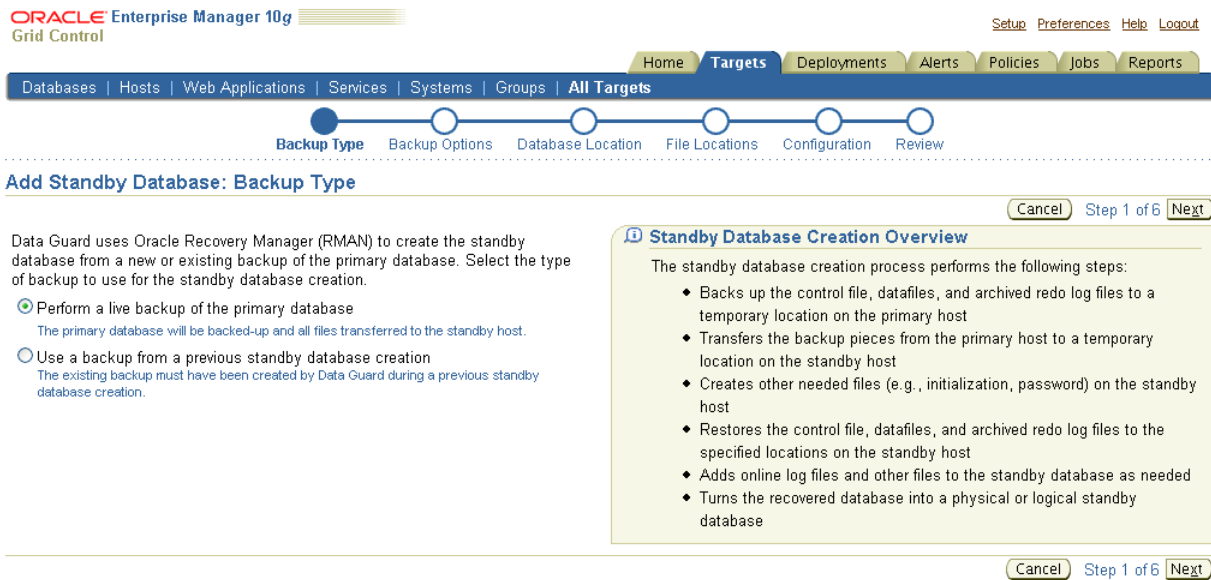 ORACLE Enterprise Manager 10g
Grid Control
Setup Preferences Help Logout
Home Targets Deployments Alerts Policies Jobs Reports
Databases | Hosts | Web Applications | Services | Systems | Groups | All Targets
Backup Type Backup Options Database Location File Locations Configuration Review
Add Standby Database: Backup Type
Cancel Step 1 of 6 Next
Data Guard uses Oracle Recovery Manager (RMAN) to create the standby
database from a new or existing backup of the primary database. Select the type
of backup to use for the standby database creation.
Perform a live backup of the primary database
The primary database will be backed-up and all files transferred to the standby host.
Use a backup from a previous standby database creation
The existing backup must have been created by Data Guard during a previous standby
database creation.
Standby Database Creation Overview
The standby database creation process performs the following steps:
Backs up the control file, datafiles, and archived redo log files to a
temporary location on the primary host
Transfers the backup pieces from the primary host to a temporary
location on the standby host
Creates other needed files (e.g., initialization, password) on the standby
host
Restores the control file, datafiles, and archived redo log files to the
specified locations on the standby host
Adds online log files and other files to the standby database as needed
Turns the recovered database into a physical or logical standby
database
Cancel Step 1 of 6 Next